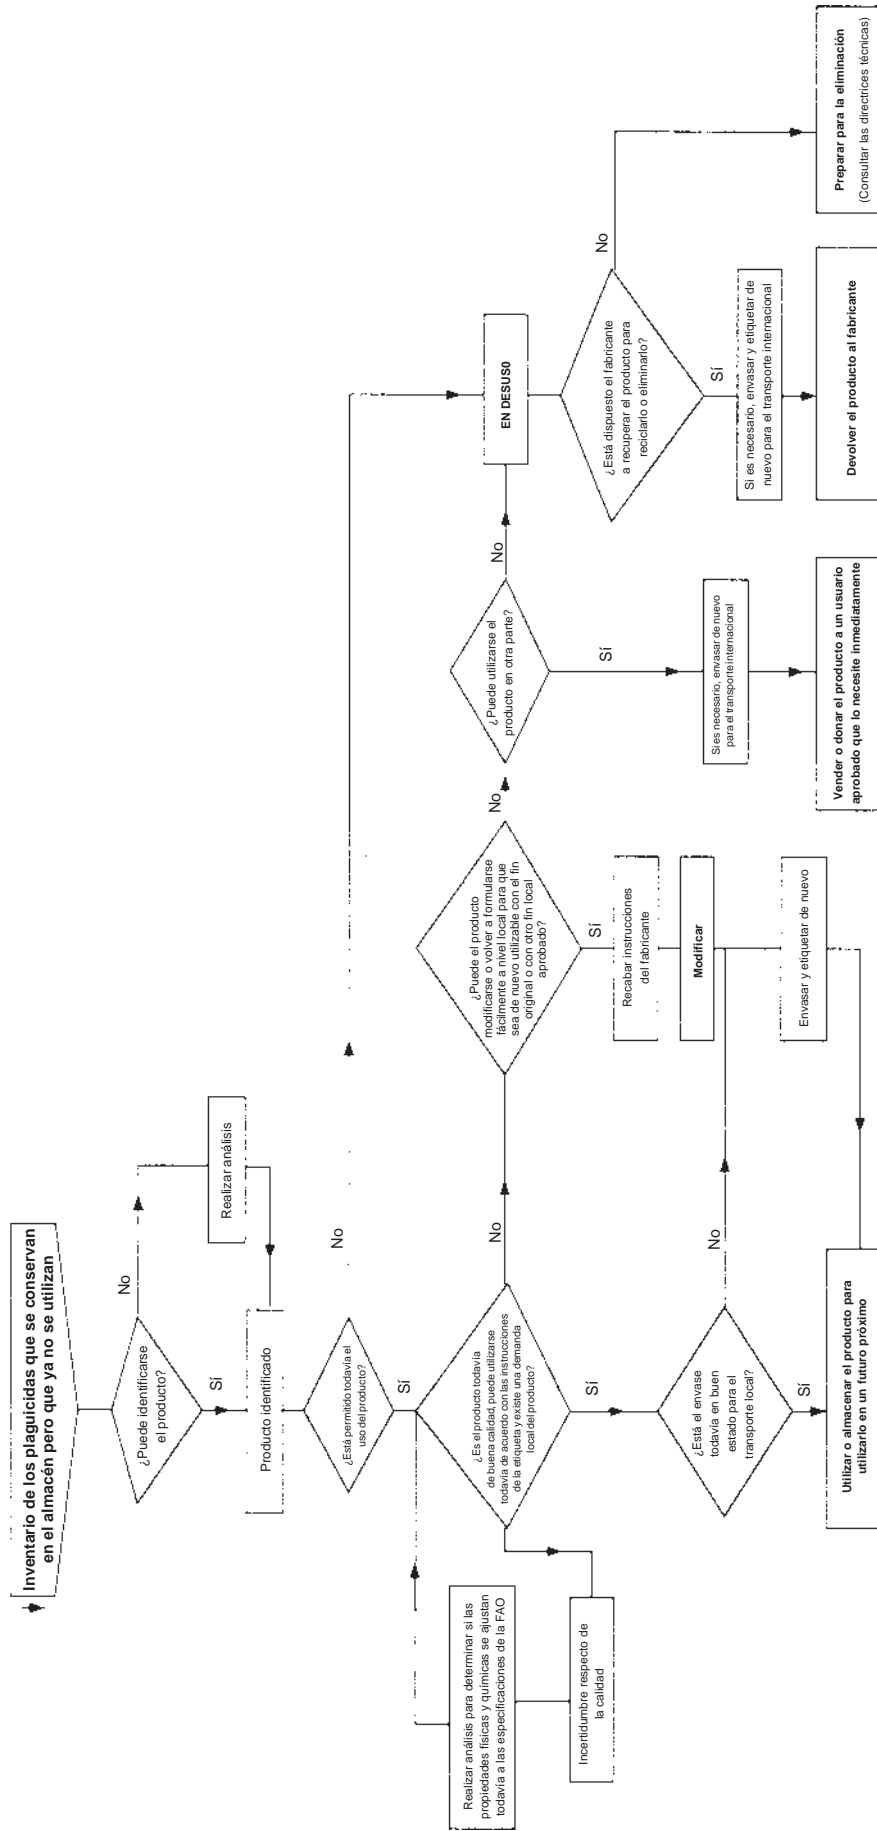 Inventario de los plaguicidas que se conservan
en el almacén pero que ya no se utilizan
¿Puede identificarse
el producto?
No
Realizar análisis
Sí
Producto identificado
¿Está permitido todavía el
uso del producto?
No
Sí
¿Es el producto todavía
de buena calidad, puede utilizarse
todavía de acuerdo con las instrucciones
de la etiqueta y existe una demanda
local del producto?
No
Sí
Realizar análisis para determinar si las
propiedades físicas y químicas se ajustan
todavía a las especificaciones de la FAO
Incertidumbre respecto de
la calidad
¿Está el envase
todavía en buen
estado para el
transporte local?
No
Sí
Utilizar o almacenar el producto para
utilizarlo en un futuro próximo
¿Puede el producto
modificarse o volver a formularse
fácilmente a nivel local para que
sea de nuevo utilizable con el fin
original o con otro fin local
aprobado?
No
Sí
Recabar instrucciones
del fabricante
Modificar
Envasar y etiquetar de nuevo
¿Puede utilizarse el
producto en otra parte?
No
Sí
Si es necesario, envasar de nuevo
para el transporte internacional
Vender o donar el producto a un usuario
aprobado que lo necesite inmediatamente
EN DESUS0
¿Está dispuesto el fabricante
a recuperar el producto para
reciclarlo o eliminarlo?
No
Sí
Si es necesario, envasar y etiquetar de
nuevo para el transporte internacional
Devolver el producto al fabricante
Preparar para la eliminación
(Consultar las directrices técnicas)